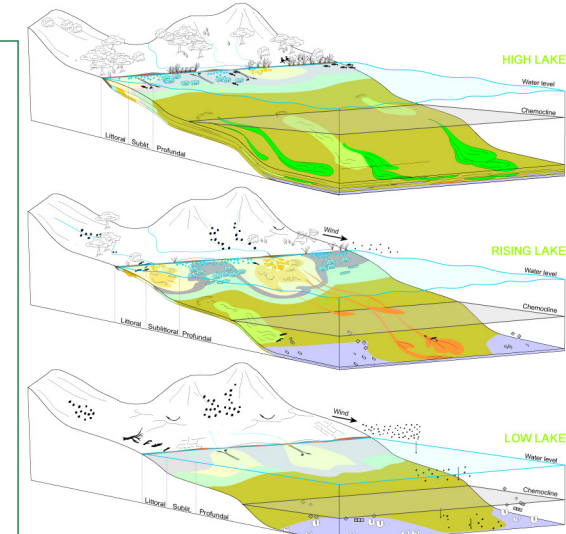 HIGH LAKE
Water level
Chemocline
Littoral Sublit. Profundal
Wind
RISING LAKE
Water level
Chemocline
Littoral Sublittoral Profundal
Wind
LOW LAKE
Water level
Chemocline
Littoral Sublit. Profundal